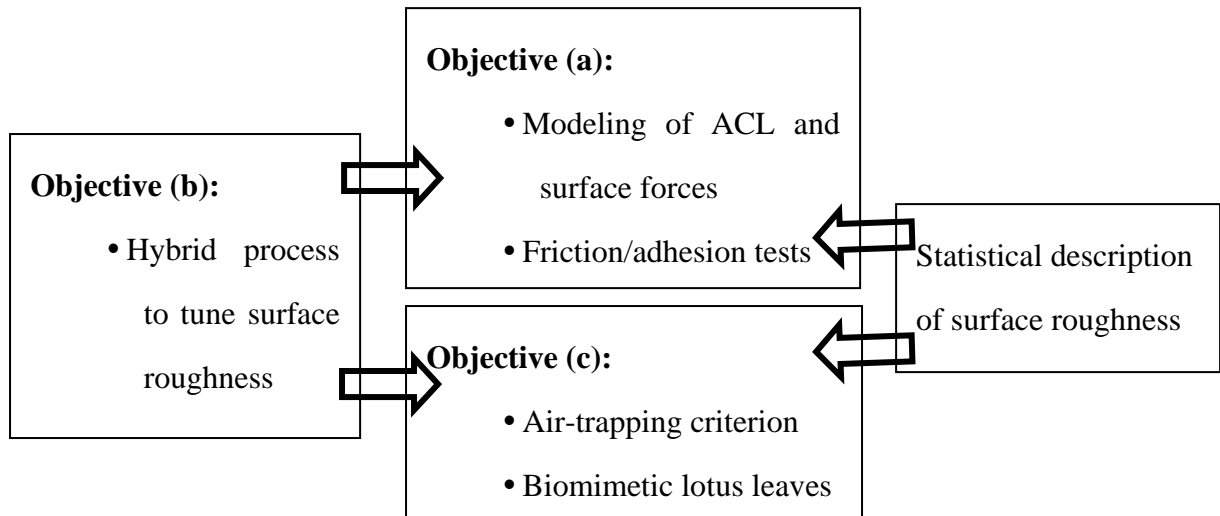 Objective (a):
• Modeling of ACL and
surface forces
• Friction/adhesion tests
Objective (b):
• Hybrid process
to tune surface
roughness
Statistical description
of surface roughness
Objective (c):
• Air-trapping criterion
• Biomimetic lotus leaves